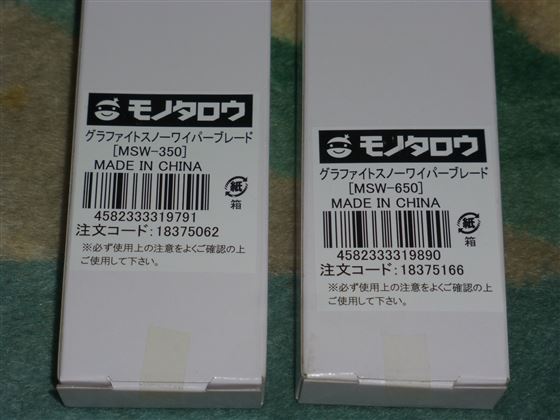 モノタロウ
グラファイトスノーワイパーブレード
[MSW-350]
MADE IN CHINA
紙
箱
4582333319791
注文コード:18375062
※必ず使用上の注意をよくご確認の上
ご使用して下さい。
モノタロウ
グラファイトスノーワイパーブレード
[MSW-650]
MADE IN CHINA
紙
箱
4582333319890
注文コード:18375166
※必ず使用上の注意をよくご確認の上
ご使用して下さい。